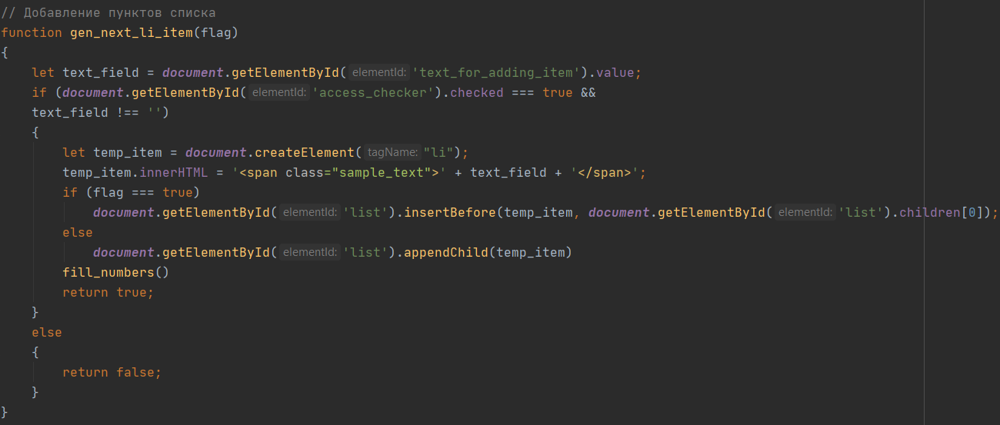 // Добавление пунктов списка
function gen_next_li_item(flag)
{
let text_field = document.getElementById( elementId: 'text_for_adding_item').value;
if (document.getElementById( elementId: 'access_checker').checked === true &&
text_field !== '')
{
let temp_item = document.createElement( tagName: "li");
temp_item.innerHTML = '<span class="sample_text">' + text_field + '</span>';
if (flag === true)
document.getElementById( elementId: 'list').insertBefore(temp_item, document.getElementById( elementId: 'list').children[0]);
else
document.getElementById( elementId: 'list').appendChild(temp_item)
fill_numbers()
return true;
}
else
{
return false;
}
}